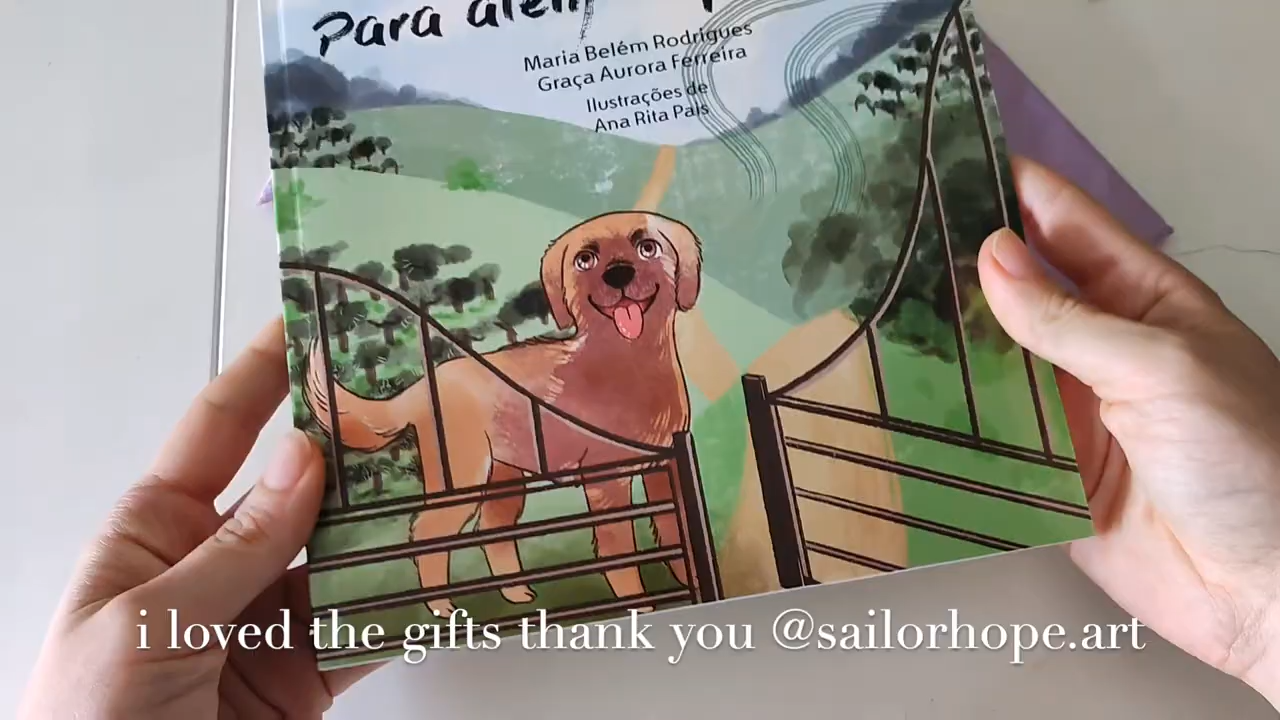 Para além
Maria Belém Rodrigues
Graça Aurora Ferreira
Ilustrações de
Ana Rita Pais
i loved the gifts thank you @sailorhope.art